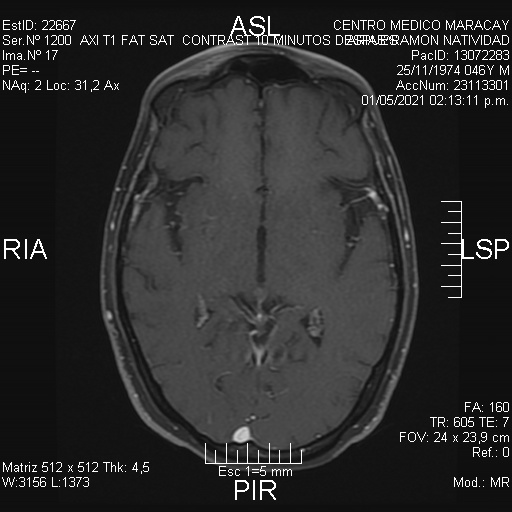 EstID: 22667
Ser.Nº 1200 AXI T1 FAT SAT CONTRAST 10 MINUTOS DESPUES
Ima.Nº 17
PE= --
NAq: 2 Loc: 31,2 Ax
ASL
CENTRO MEDICO MARACAY
RAMON NATIVIDAD
PacID: 13072283
25/11/1974 046Y M
AccNum: 23113301
01/05/2021 02:13:11 p.m.
RIA
LSP
FA: 160
TR: 605 TE: 7
FOV: 24 x 23,9 cm
Ref.: 0
Mod.: MR
Matriz 512 x 512 Thk: 4,5
W:3156 L:1373
Esc 1=5 mm
PIR